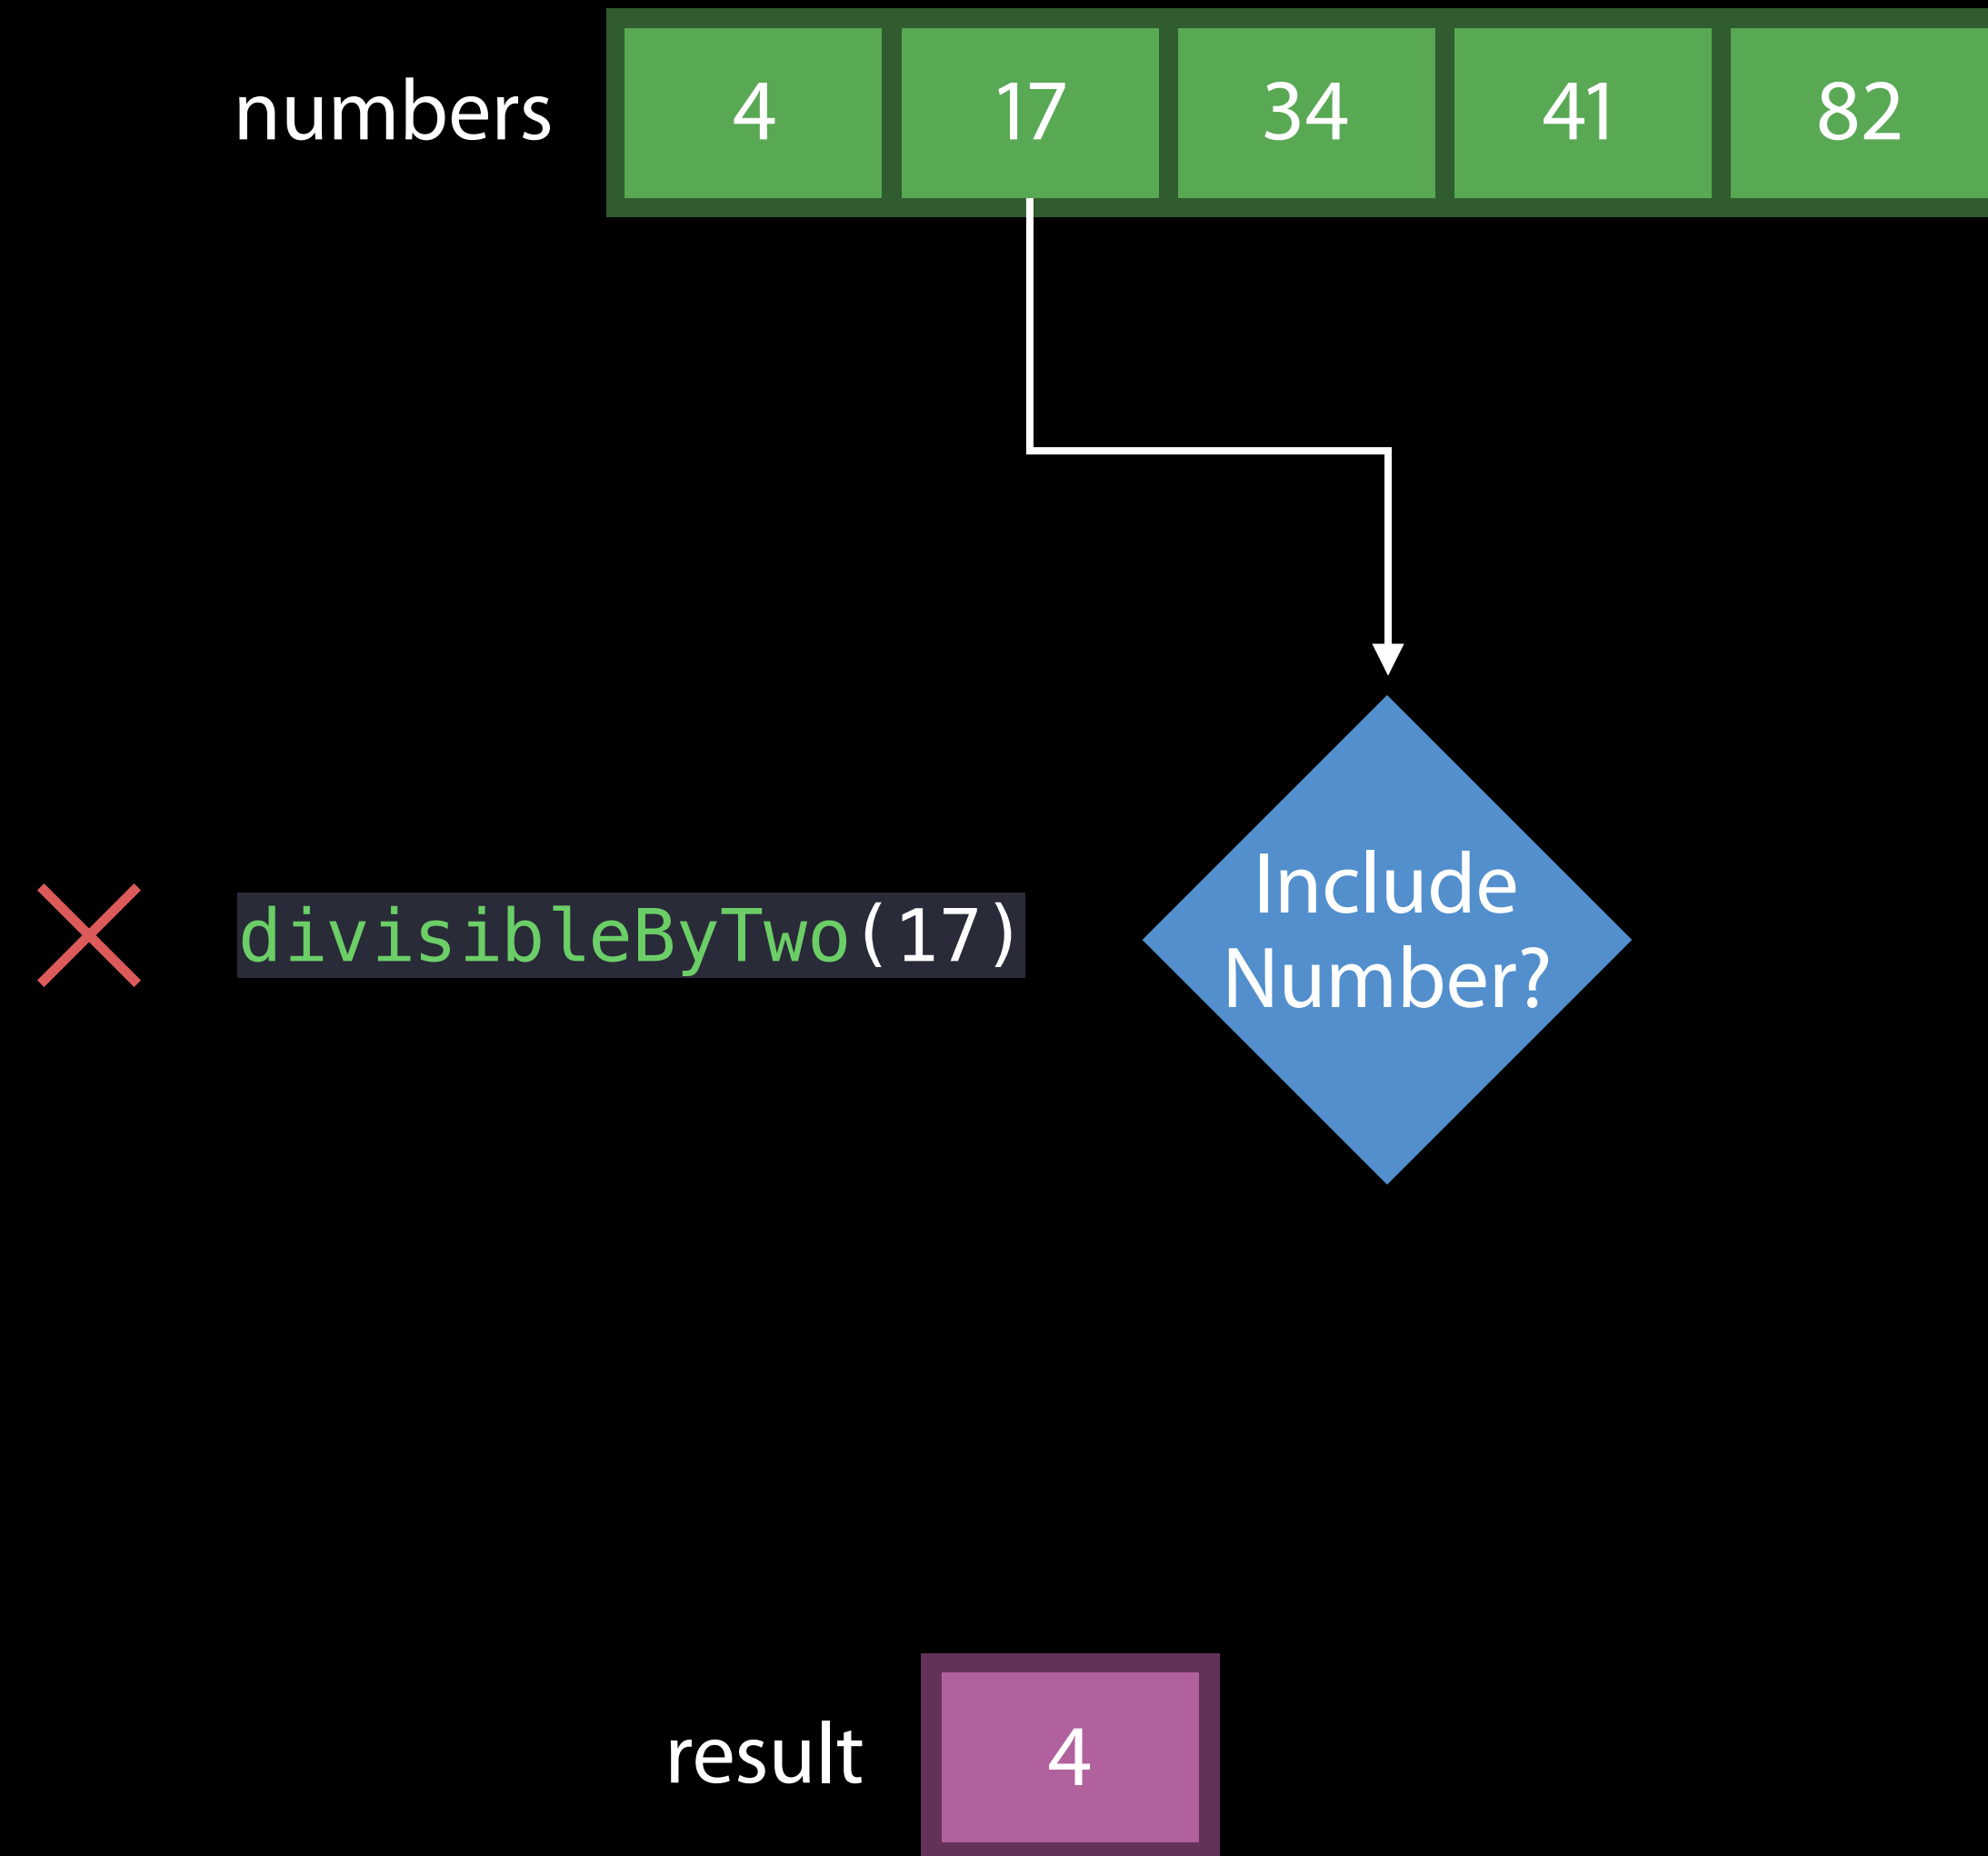 numbers 4 17 34 41 82
Include
divisibleByTwo(17)
Number?
result 4